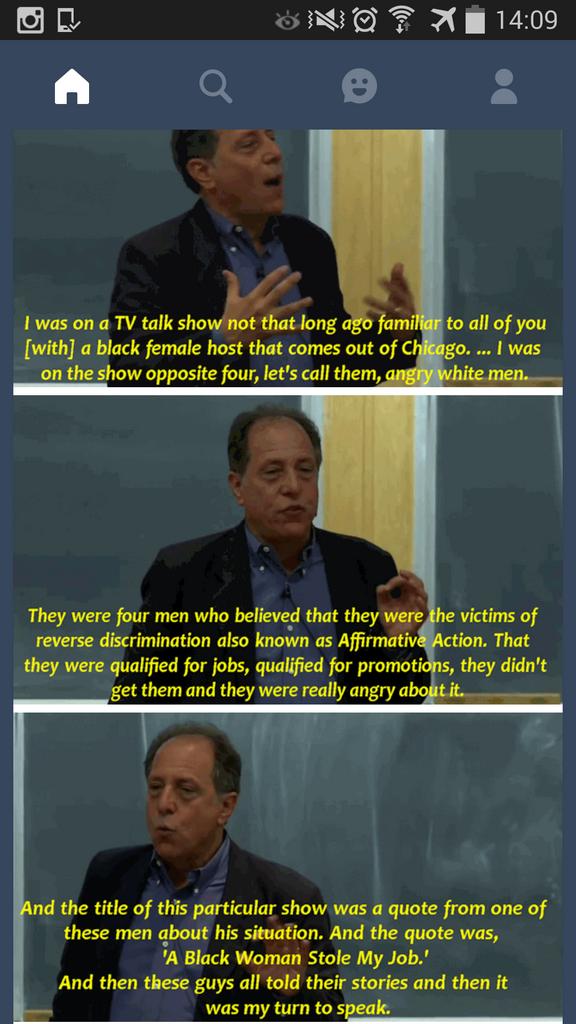 14:09
I was on a TV talk show not that long ago familiar to all of you
[with] a black female host that comes out of Chicago. ... I was
on the show opposite four, let's call them, angry white men.
They were four men who believed that they were the victims of
reverse discrimination also known as Affirmative Action. That
they were qualified for jobs, qualified for promotions, they didn't
get them and they were really angry about it.
And the title of this particular show was a quote from one of
these men about his situation. And the quote was,
'A Black Woman Stole My Job.'
And then these guys all told their stories and then it
was my turn to speak.